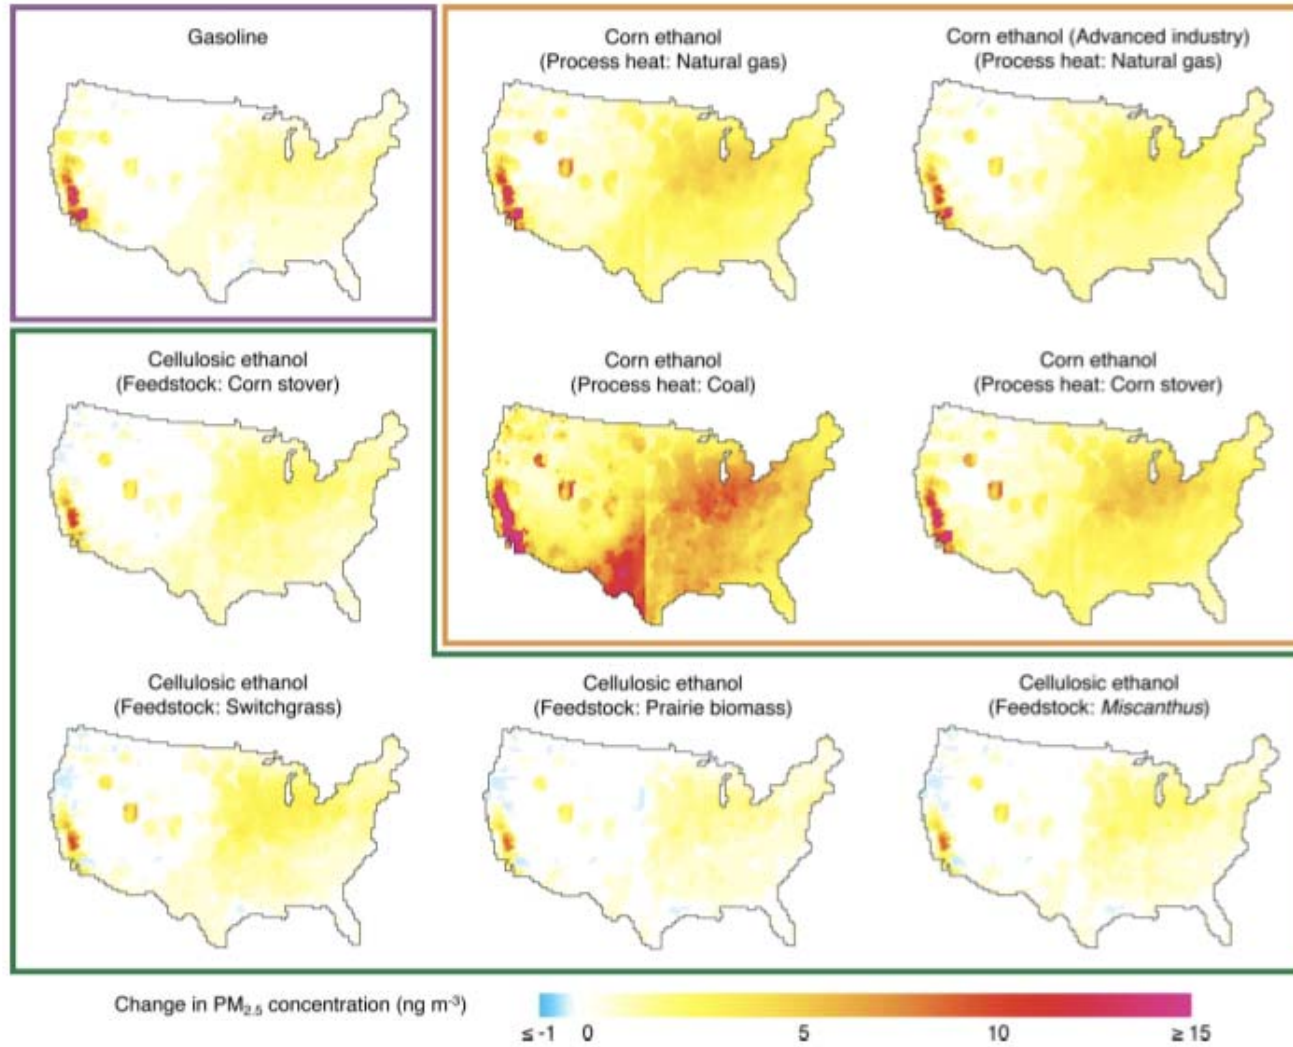 Gasoline
Corn ethanol
(Process heat: Natural gas)
Corn ethanol (Advanced industry)
(Process heat: Natural gas)
Cellulosic ethanol
(Feedstock: Corn stover)
Corn ethanol
(Process heat: Coal)
Corn ethanol
(Process heat: Corn stover)
Cellulosic ethanol
(Feedstock: Switchgrass)
Cellulosic ethanol
(Feedstock: Prairie biomass)
Cellulosic ethanol
(Feedstock: Miscanthus)
Change in PM₂.₅ concentration (ng m⁻³)
≤ -1 0 5 10 ≥ 15